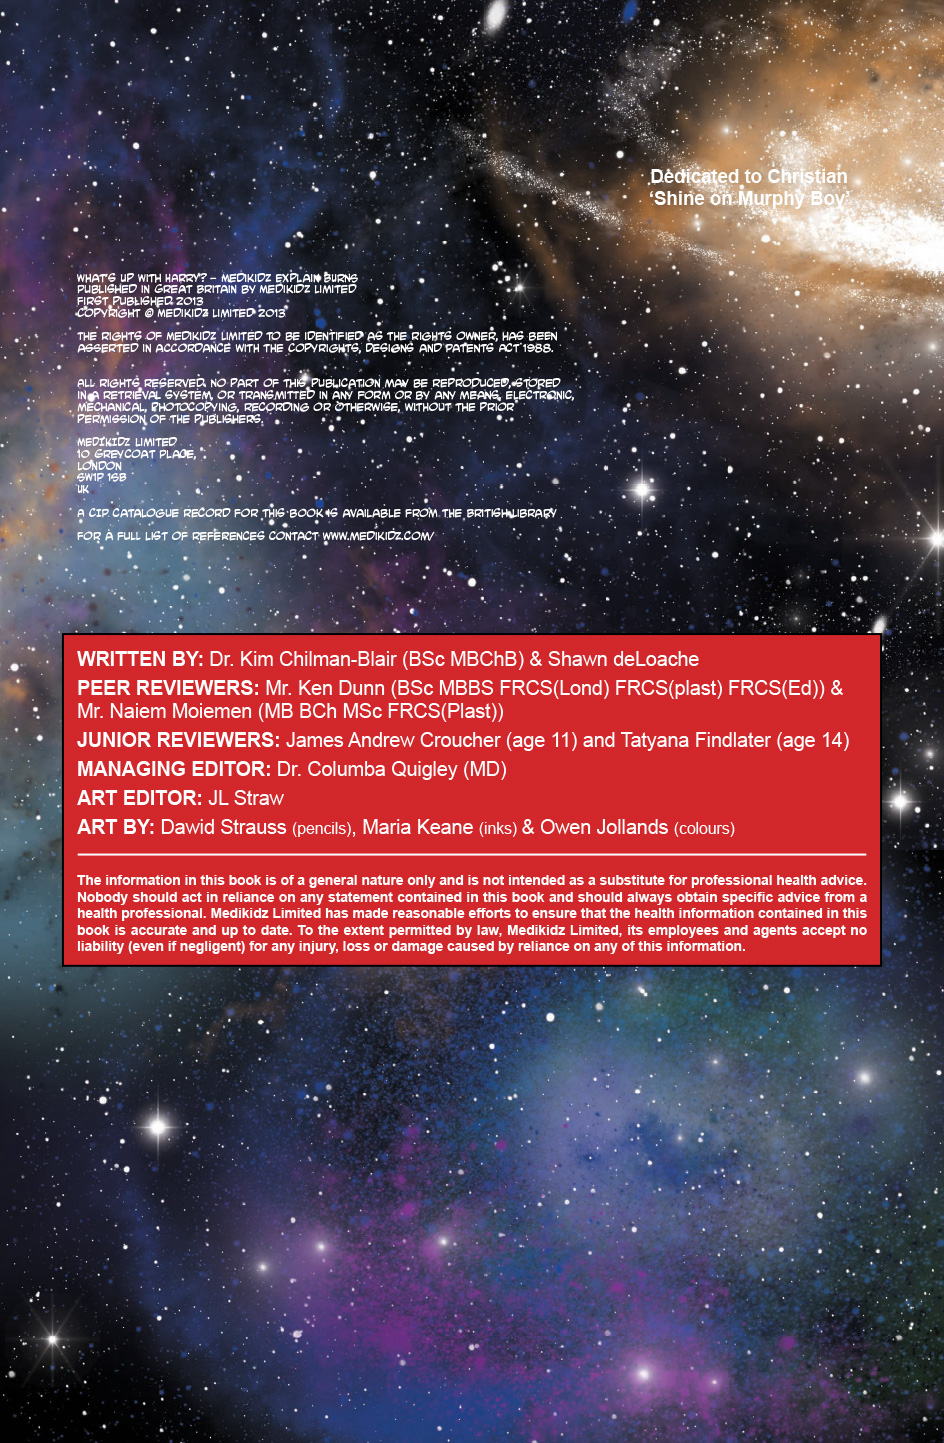 Dedicated to Christian
‘Shine on Murphy Boy’
WHAT'S UP WITH HARRY? – MEDIKIDZ EXPLAIN BURNS
PUBLISHED IN GREAT BRITAIN BY MEDIKIDZ LIMITED
FIRST PUBLISHED 2013
COPYRIGHT © MEDIKIDZ LIMITED 2013
THE RIGHTS OF MEDIKIDZ LIMITED TO BE IDENTIFIED AS THE RIGHTS OWNER, HAS BEEN
ASSERTED IN ACCORDANCE WITH THE COPYRIGHTS, DESIGNS AND PATENTS ACT 1988.
ALL RIGHTS RESERVED. NO PART OF THIS PUBLICATION MAY BE REPRODUCED, STORED
IN A RETRIEVAL SYSTEM, OR TRANSMITTED IN ANY FORM OR BY ANY MEANS, ELECTRONIC,
MECHANICAL, PHOTOCOPYING, RECORDING OR OTHERWISE, WITHOUT THE PRIOR
PERMISSION OF THE PUBLISHERS.
MEDIKIDZ LIMITED
10 GREYCOAT PLACE,
LONDON
SW1P 1SB
UK
A CIP CATALOGUE RECORD FOR THIS BOOK IS AVAILABLE FROM THE BRITISH LIBRARY
FOR A FULL LIST OF REFERENCES CONTACT WWW.MEDIKIDZ.COM/
WRITTEN BY: Dr. Kim Chilman-Blair (BSc MBChB) & Shawn deLoache
PEER REVIEWERS: Mr. Ken Dunn (BSc MBBS FRCS(Lond) FRCS(plast) FRCS(Ed)) &
Mr. Naiem Moiemen (MB BCh MSc FRCS(Plast))
JUNIOR REVIEWERS: James Andrew Croucher (age 11) and Tatyana Findlater (age 14)
MANAGING EDITOR: Dr. Columba Quigley (MD)
ART EDITOR: JL Straw
ART BY: Dawid Strauss (pencils), Maria Keane (inks) & Owen Jollands (colours)
The information in this book is of a general nature only and is not intended as a substitute for professional health advice.
Nobody should act in reliance on any statement contained in this book and should always obtain specific advice from a
health professional. Medikidz Limited has made reasonable efforts to ensure that the health information contained in this
book is accurate and up to date. To the extent permitted by law, Medikidz Limited, its employees and agents accept no
liability (even if negligent) for any injury, loss or damage caused by reliance on any of this information.